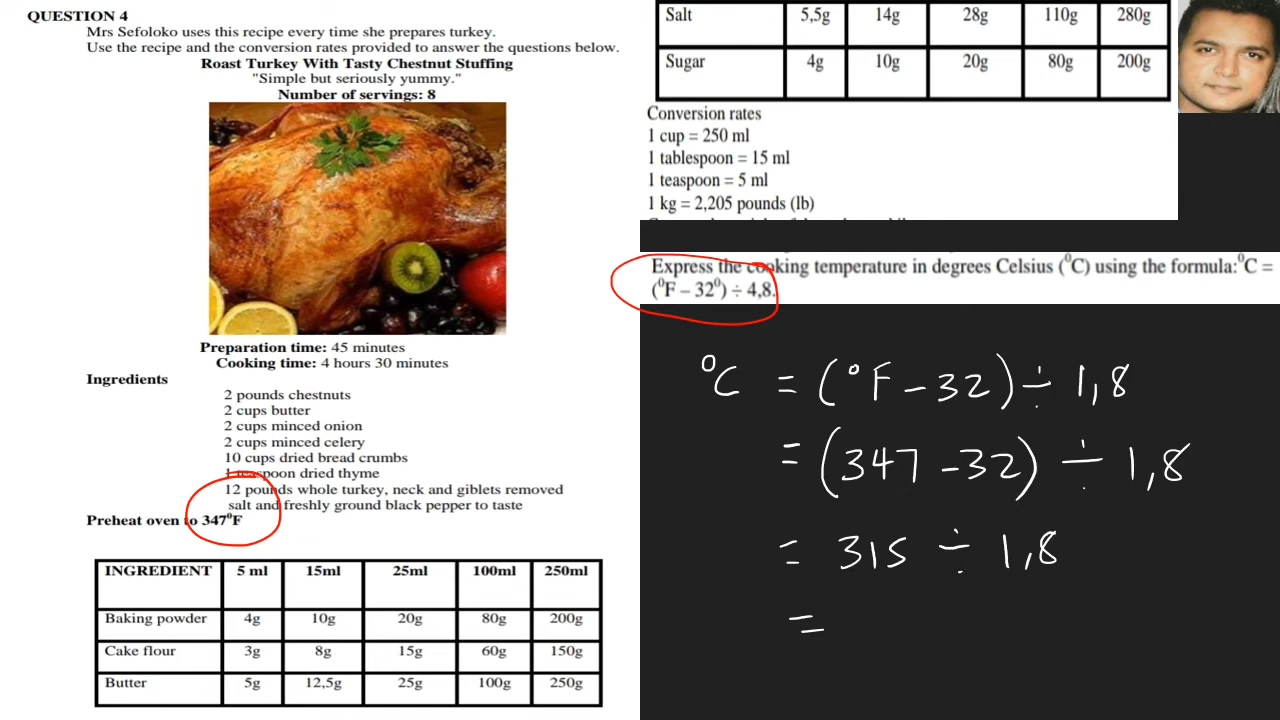 QUESTION 4
Mrs Sefoloko uses this recipe every time she prepares turkey.
Use the recipe and the conversion rates provided to answer the questions below.
Roast Turkey With Tasty Chestnut Stuffing
"Simple but seriously yummy."
Number of servings: 8
Preparation time: 45 minutes
Cooking time: 4 hours 30 minutes
Ingredients
2 pounds chestnuts
2 cups butter
2 cups minced onion
2 cups minced celery
10 cups dried bread crumbs
1 teaspoon dried thyme
12 pounds whole turkey, neck and giblets removed
salt and freshly ground black pepper to taste
Preheat oven to 347⁰F
INGREDIENT 5 ml 15ml 25ml 100ml 250ml
Baking powder 4g 10g 20g 80g 200g
Cake flour 3g 8g 15g 60g 150g
Butter 5g 12,5g 25g 100g 250g
Salt 5,5g 14g 28g 110g 280g
Sugar 4g 10g 20g 80g 200g
Conversion rates
1 cup = 250 ml
1 tablespoon = 15 ml
1 teaspoon = 5 ml
1 kg = 2,205 pounds (lb)
Express the cooking temperature in degrees Celsius (⁰C) using the formula:⁰C =
(⁰F – 32⁰) ÷ 4,8.
⁰C = (⁰F - 32) ÷ 1,8
= (347 - 32) ÷ 1,8
= 315 ÷ 1,8
=